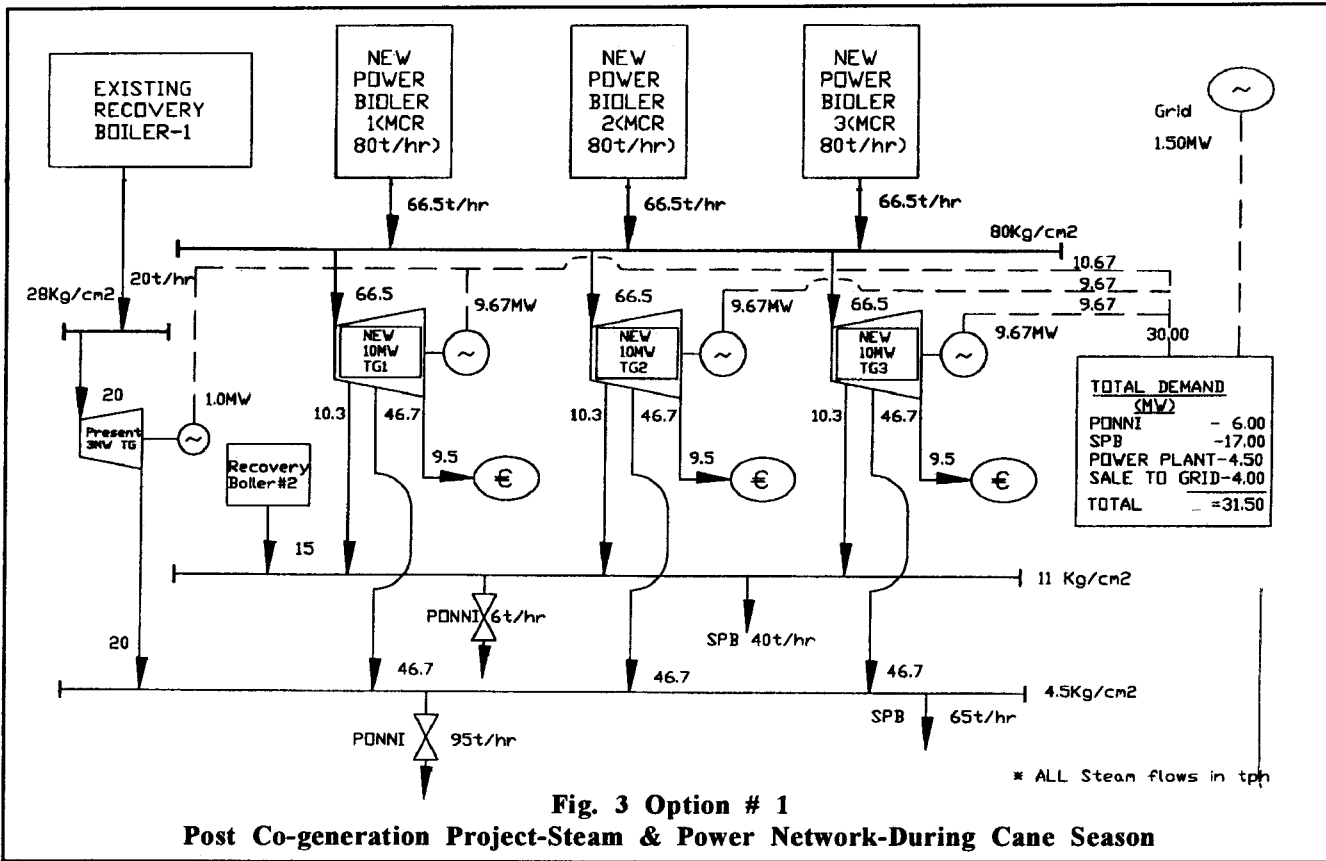 EXISTING
RECOVERY
BOILER-1
NEW
POWER
BIOLER
1<MCR
80t/hr)
NEW
POWER
BIOLER
2<MCR
80t/hr)
NEW
POWER
BIOLER
3<MCR
80t/hr)
~
Grid
1.50MW
66.5t/hr
66.5t/hr
66.5t/hr
80Kg/cm2
20t/hr
28Kg/cm2
10.67
9.67
9.67
66.5
9.67MW
66.5
9.67MW
66.5
9.67MW
30.00
NEW
10MW
TG1
~
NEW
10MW
TG2
~
NEW
10MW
TG3
~
20
1.0MW
Present
3MW TG
~
10.3
46.7
10.3
46.7
10.3
46.7
TOTAL DEMAND
(MW)
PONNI - 6.00
SPB -17.00
POWER PLANT-4.50
SALE TO GRID-4.00
TOTAL =31.50
Recovery
Boiler#2
9.5
€
9.5
€
9.5
€
15
11 Kg/cm2
PONNI 6t/hr
SPB 40t/hr
20
46.7
46.7
46.7
4.5Kg/cm2
PONNI 95t/hr
SPB 65t/hr
* ALL Steam flows in tph
Fig. 3 Option # 1
Post Co-generation Project-Steam & Power Network-During Cane Season